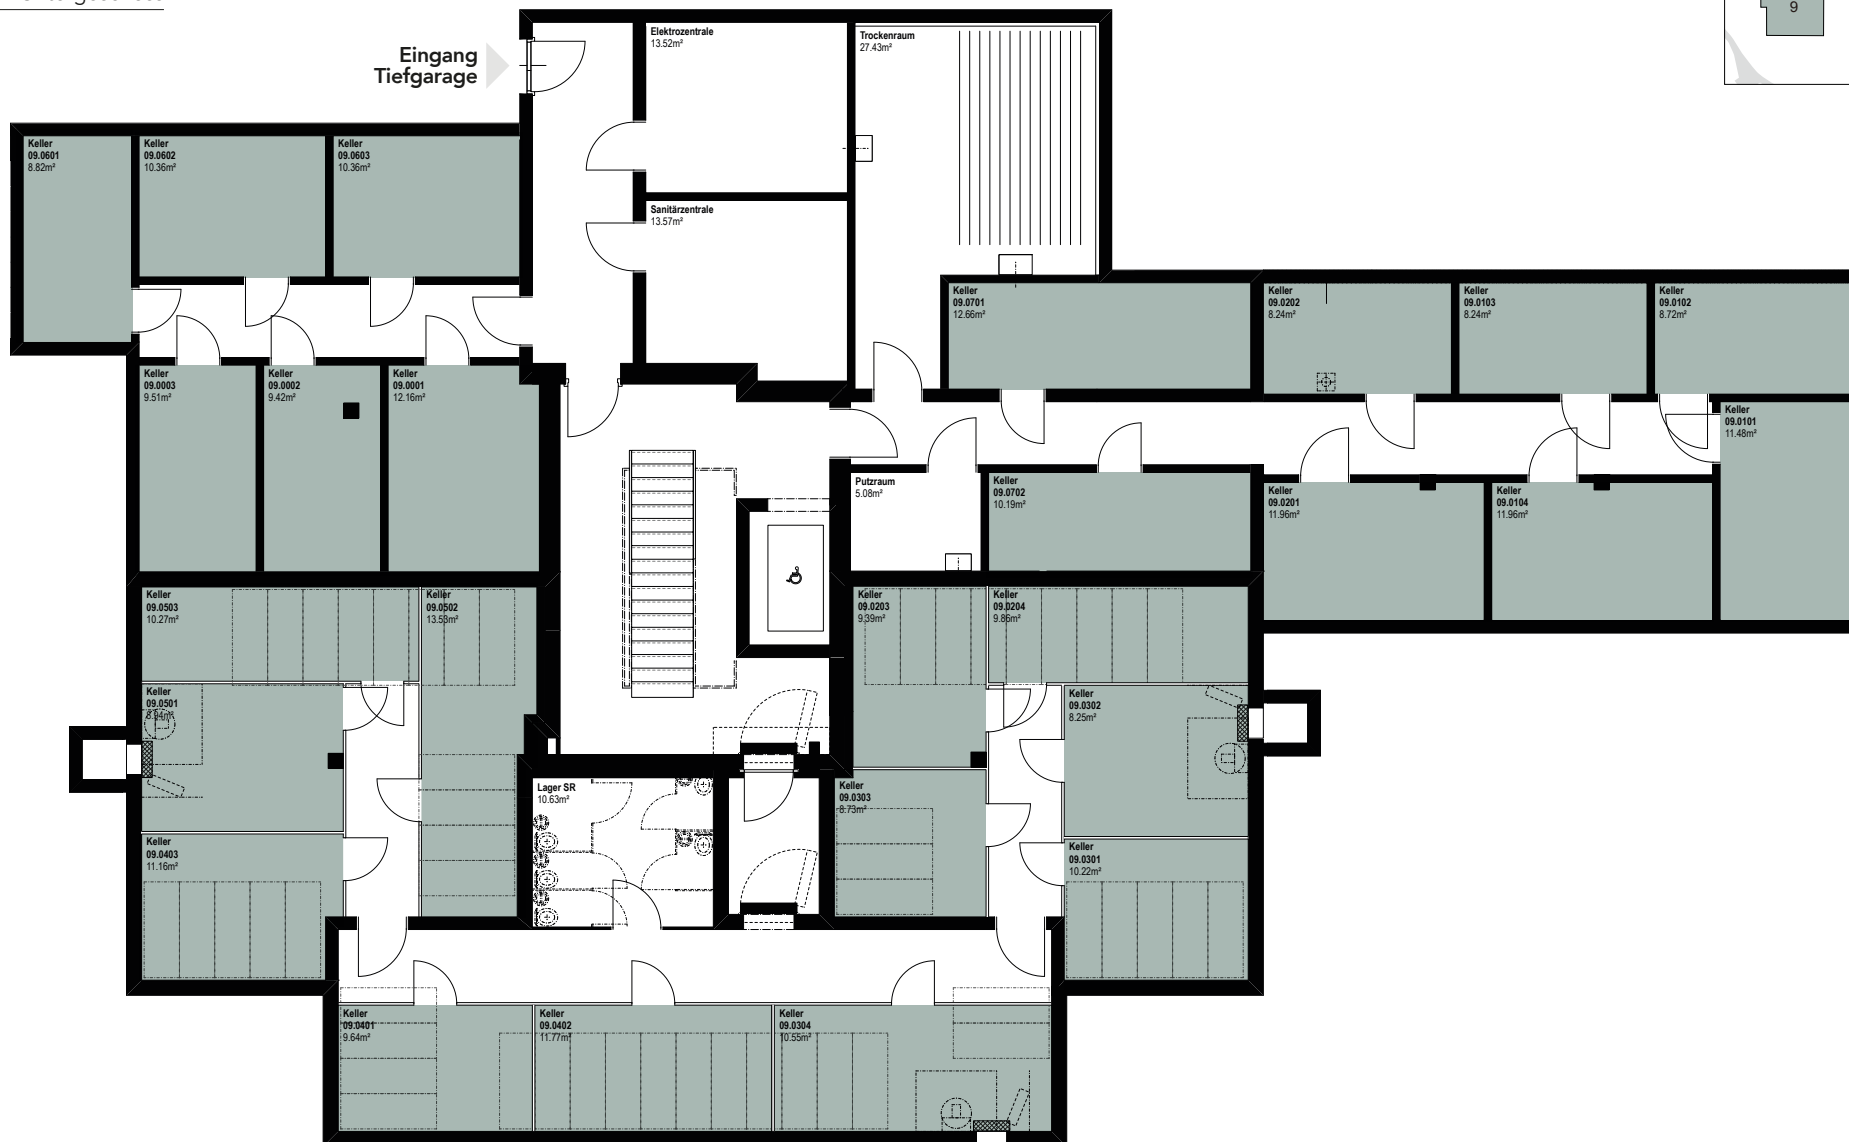 9
Eingang
Tiefgarage
Elektrozentrale
13.52m²
Trockenraum
27.43m²
Keller
09.0601
8.82m²
Keller
09.0602
10.36m²
Keller
09.0603
10.36m²
Sanitärzentrale
13.57m²
Keller
09.0701
12.66m²
Keller
09.0202
8.24m²
Keller
09.0103
8.24m²
Keller
09.0102
8.72m²
Keller
09.0003
9.51m²
Keller
09.0002
9.42m²
Keller
09.0001
12.16m²
Keller
09.0101
11.48m²
Putzraum
5.08m²
Keller
09.0702
10.19m²
Keller
09.0201
11.96m²
Keller
09.0104
11.96m²
Keller
09.0503
10.27m²
Keller
09.0502
13.53m²
Keller
09.0203
9.39m²
Keller
09.0204
9.86m²
Keller
09.0501
Keller
09.0302
8.25m²
Lager SR
10.63m²
Keller
09.0303
8.73m²
Keller
09.0403
11.16m²
Keller
09.0301
10.22m²
Keller
09.0401
9.64m²
Keller
09.0402
11.77m²
Keller
09.0304
10.55m²